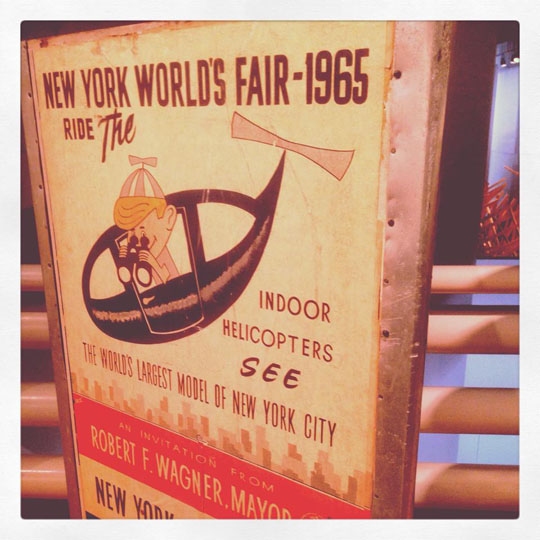 NEW YORK WORLD'S FAIR-1965
RIDE The
INDOOR
HELICOPTERS
SEE
THE WORLD'S LARGEST MODEL OF NEW YORK CITY
AN INVITATION FROM
ROBERT F. WAGNER, MAYOR
NEW YORK